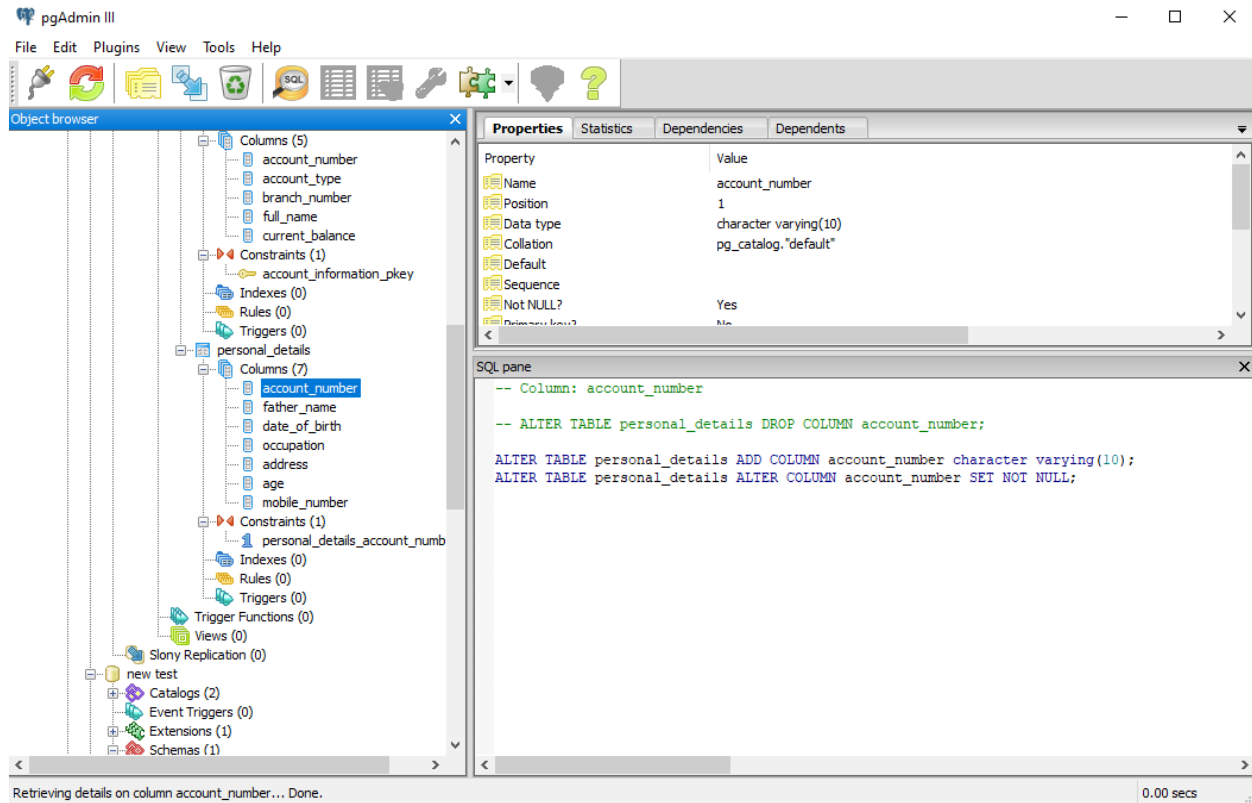 pgAdmin III
File Edit Plugins View Tools Help
SQL
Object browser
Columns (5)
account_number
account_type
branch_number
full_name
current_balance
Constraints (1)
account_information_pkey
Indexes (0)
Rules (0)
Triggers (0)
personal_details
Columns (7)
account_number
father_name
date_of_birth
occupation
address
age
mobile_number
Constraints (1)
personal_details_account_numb
Indexes (0)
Rules (0)
Triggers (0)
Trigger Functions (0)
Views (0)
Slony Replication (0)
new test
Catalogs (2)
Event Triggers (0)
Extensions (1)
Schemas (1)
Properties Statistics Dependencies Dependents
Property Value
Name account_number
Position 1
Data type character varying(10)
Collation pg_catalog."default"
Default
Sequence
Not NULL? Yes
Primary key? No
SQL pane
-- Column: account_number
-- ALTER TABLE personal_details DROP COLUMN account_number;
ALTER TABLE personal_details ADD COLUMN account_number character varying(10);
ALTER TABLE personal_details ALTER COLUMN account_number SET NOT NULL;
Retrieving details on column account_number... Done. 0.00 secs